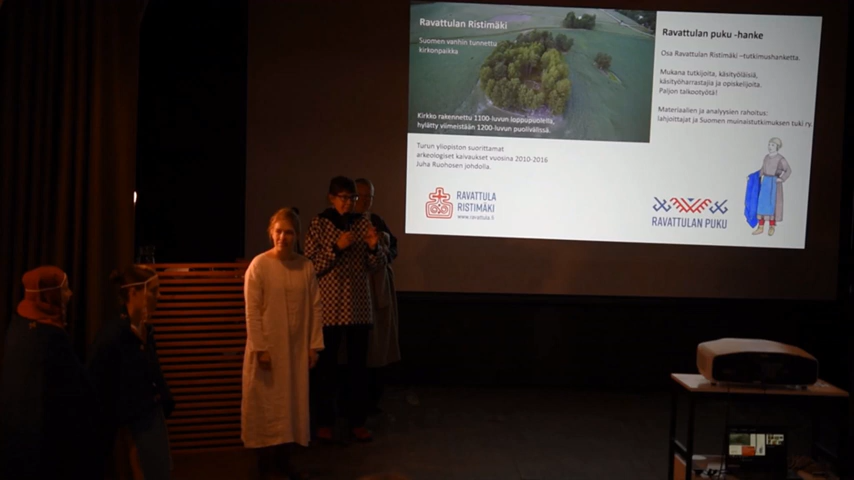 Ravattulan Ristimäki
Suomen vanhin tunnettu
kirkonpaikka
Kirkko rakennettu 1100-luvun loppupuolella,
hylätty viimeistään 1200-luvun puolivälissä.
Turun yliopiston suorittamat
arkeologiset kaivaukset vuosina 2010-2016
Juha Ruohosen johdolla.
RAVATTULA
RISTIMÄKI
www.ravattula.fi
Ravattulan puku -hanke
Osa Ravattulan Ristimäki –tutkimushanketta.
Mukana tutkijoita, käsityöläisiä,
käsityöharrastajia ja opiskelijoita.
Paljon talkootyötä!
Materiaalien ja analyysien rahoitus:
lahjoittajat ja Suomen muinaistutkimuksen tuki ry.
RAVATTULAN PUKU